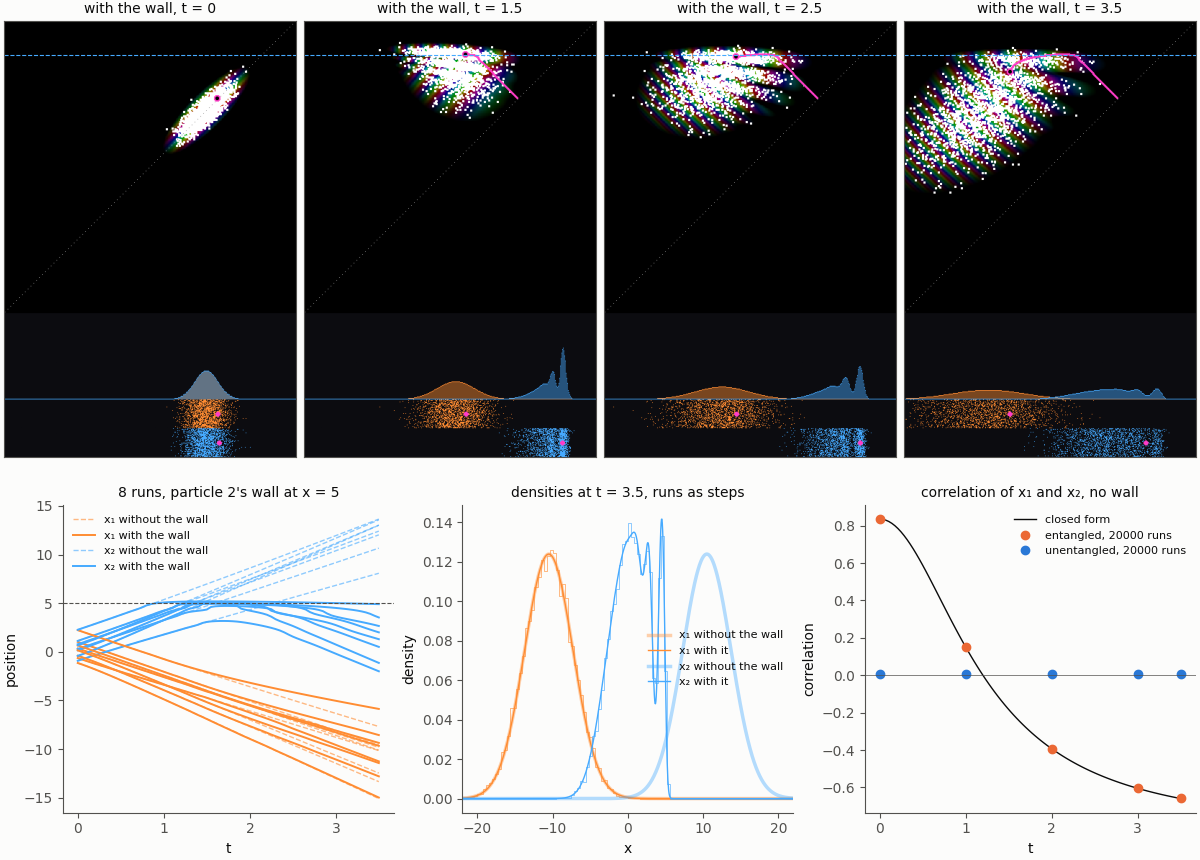 with the wall, t = 0
with the wall, t = 1.5
with the wall, t = 2.5
with the wall, t = 3.5
8 runs, particle 2's wall at x = 5
x₁ without the wall
x₁ with the wall
x₂ without the wall
x₂ with the wall
15
10
5
0
−5
−10
−15
position
0
1
2
3
t
densities at t = 3.5, runs as steps
x₁ without the wall
x₁ with it
x₂ without the wall
x₂ with it
0.14
0.12
0.10
0.08
0.06
0.04
0.02
0.00
density
−20
−10
0
10
20
x
correlation of x₁ and x₂, no wall
closed form
entangled, 20000 runs
unentangled, 20000 runs
0.8
0.6
0.4
0.2
0.0
−0.2
−0.4
−0.6
correlation
0
1
2
3
t